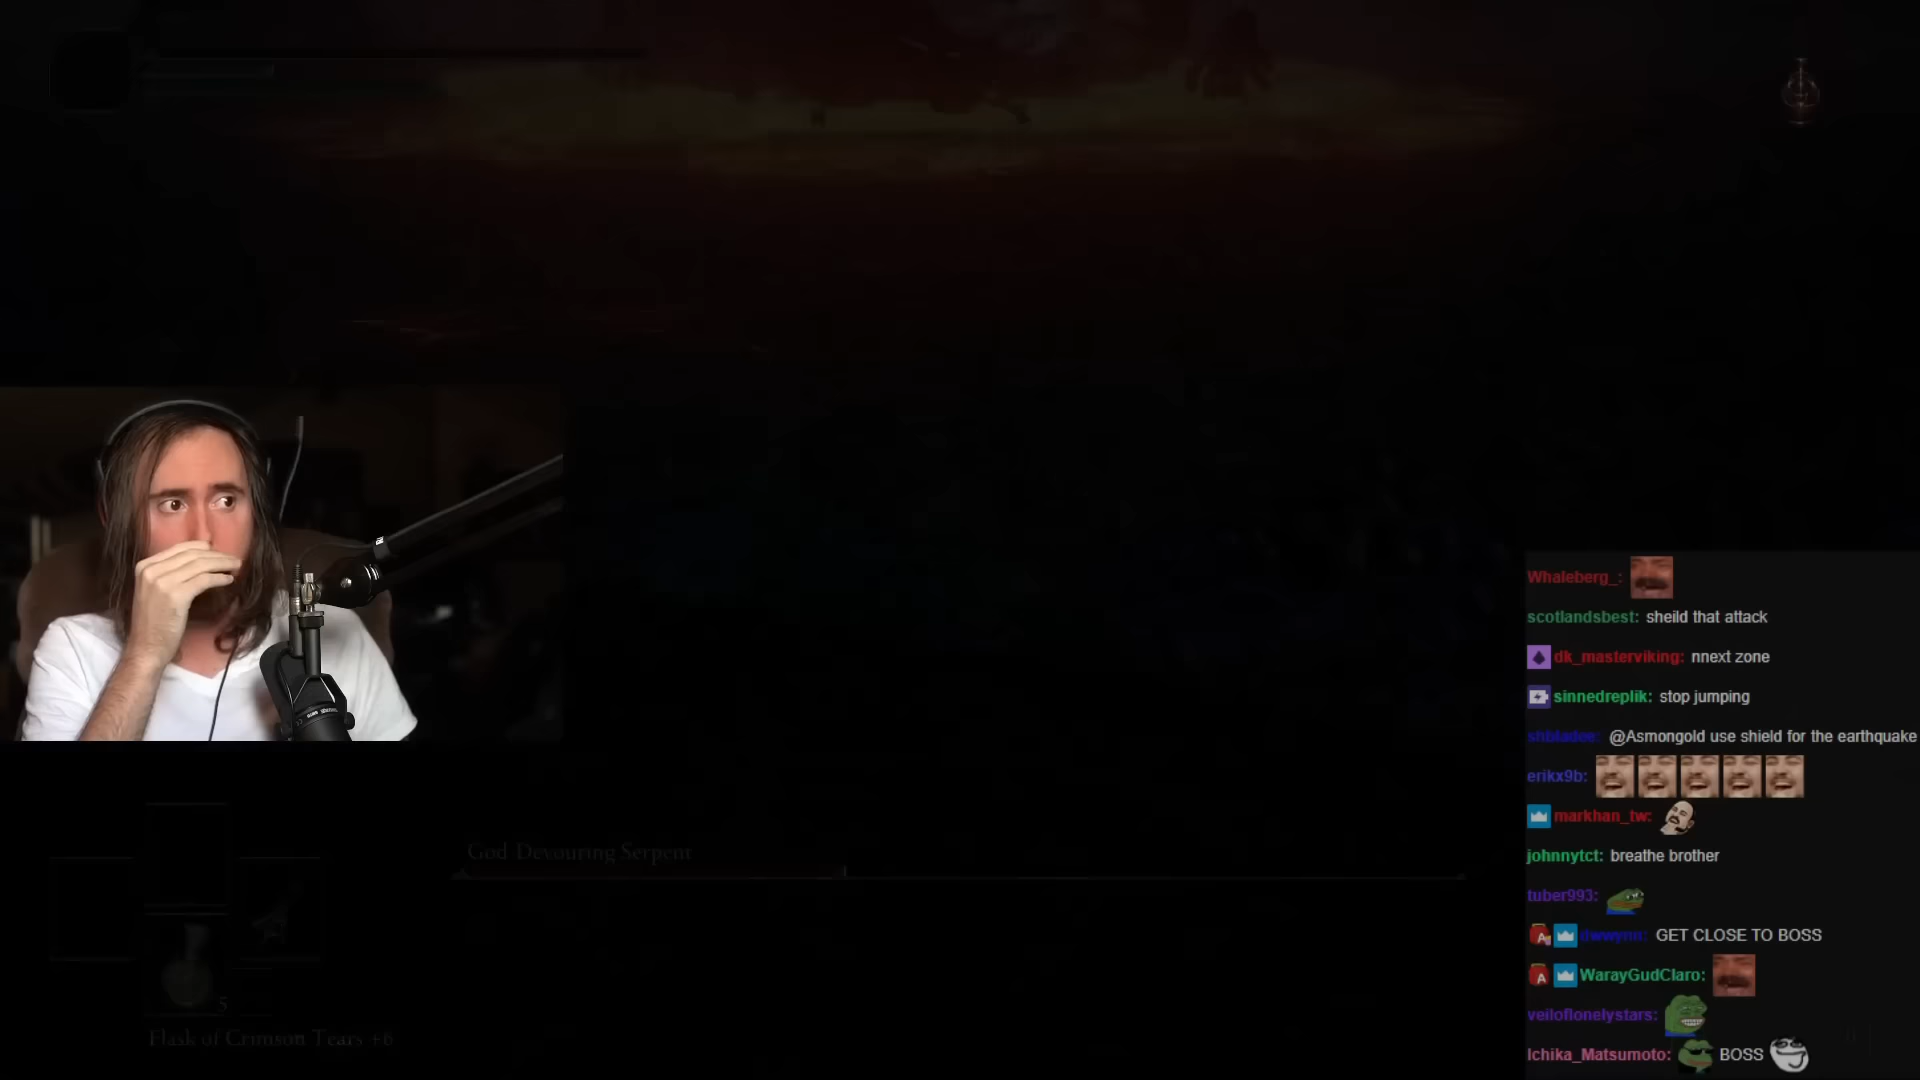 God-Devouring Serpent
5
Flask of Crimson Tears +6
Whaleberg_:
scotlandsbest: sheild that attack
dk_masterviking: nnext zone
sinnedreplik: stop jumping
shbladee: @Asmongold use shield for the earthquake
erikx9b:
markhan_tw:
johnnytct: breathe brother
tuber993:
GET CLOSE TO BOSS
WarayGudClaro:
veiloflonelystars:
Ichika_Matsumoto: BOSS